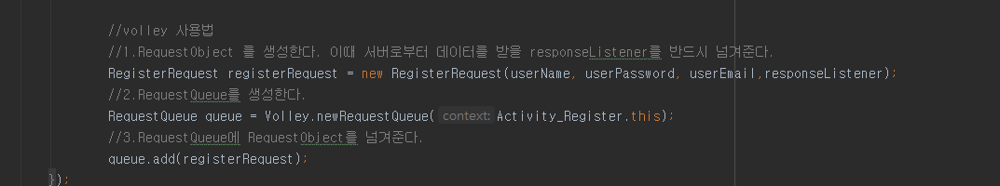 //volley 사용법
//1.RequestObject 를 생성한다. 이때 서버로부터 데이터를 받을 responseListener를 반드시 넘겨준다.
RegisterRequest registerRequest = new RegisterRequest(userName, userPassword, userEmail,responseListener);
//2.RequestQueue를 생성한다.
RequestQueue queue = Volley.newRequestQueue( context: Activity_Register.this);
//3.RequestQueue에 RequestObject를 넘겨준다.
queue.add(registerRequest);
});